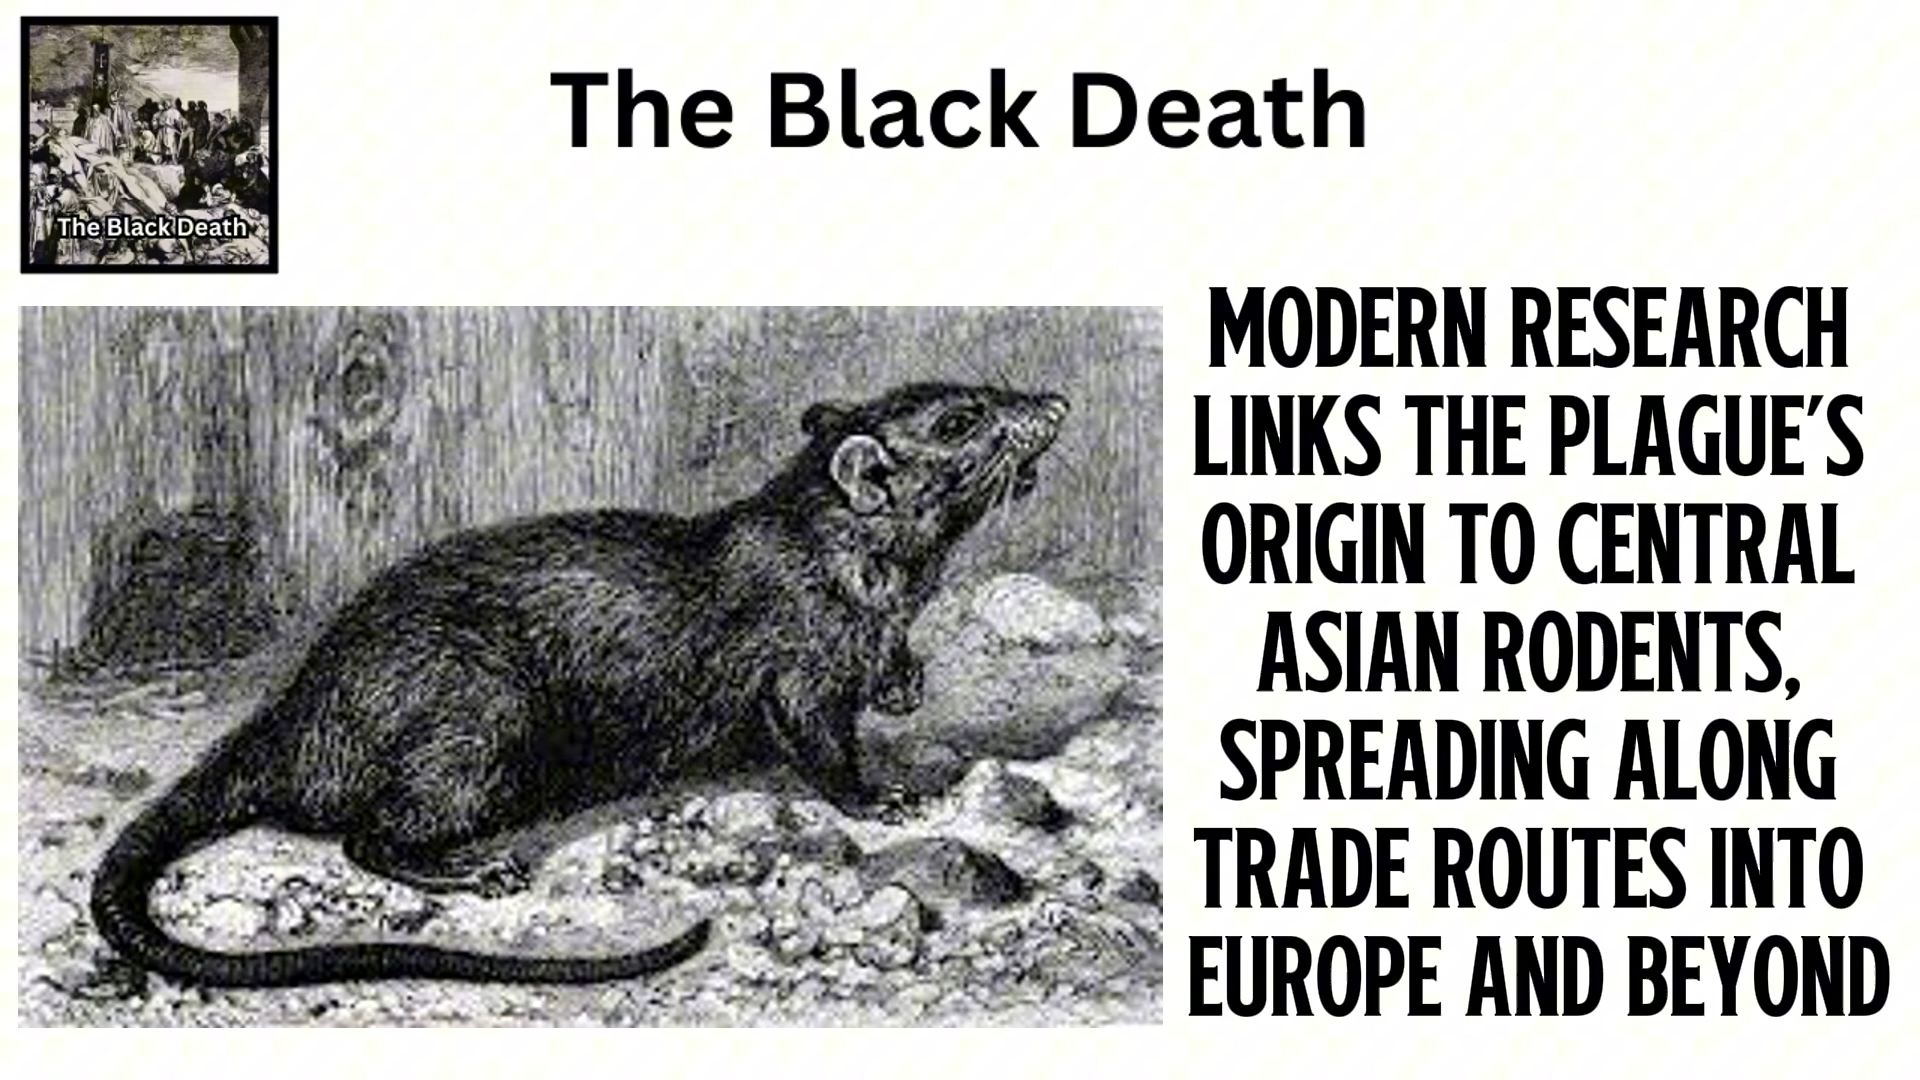 The Black Death
The Black Death
MODERN RESEARCH
LINKS THE PLAGUE'S
ORIGIN TO CENTRAL
ASIAN RODENTS,
SPREADING ALONG
TRADE ROUTES INTO
EUROPE AND BEYOND